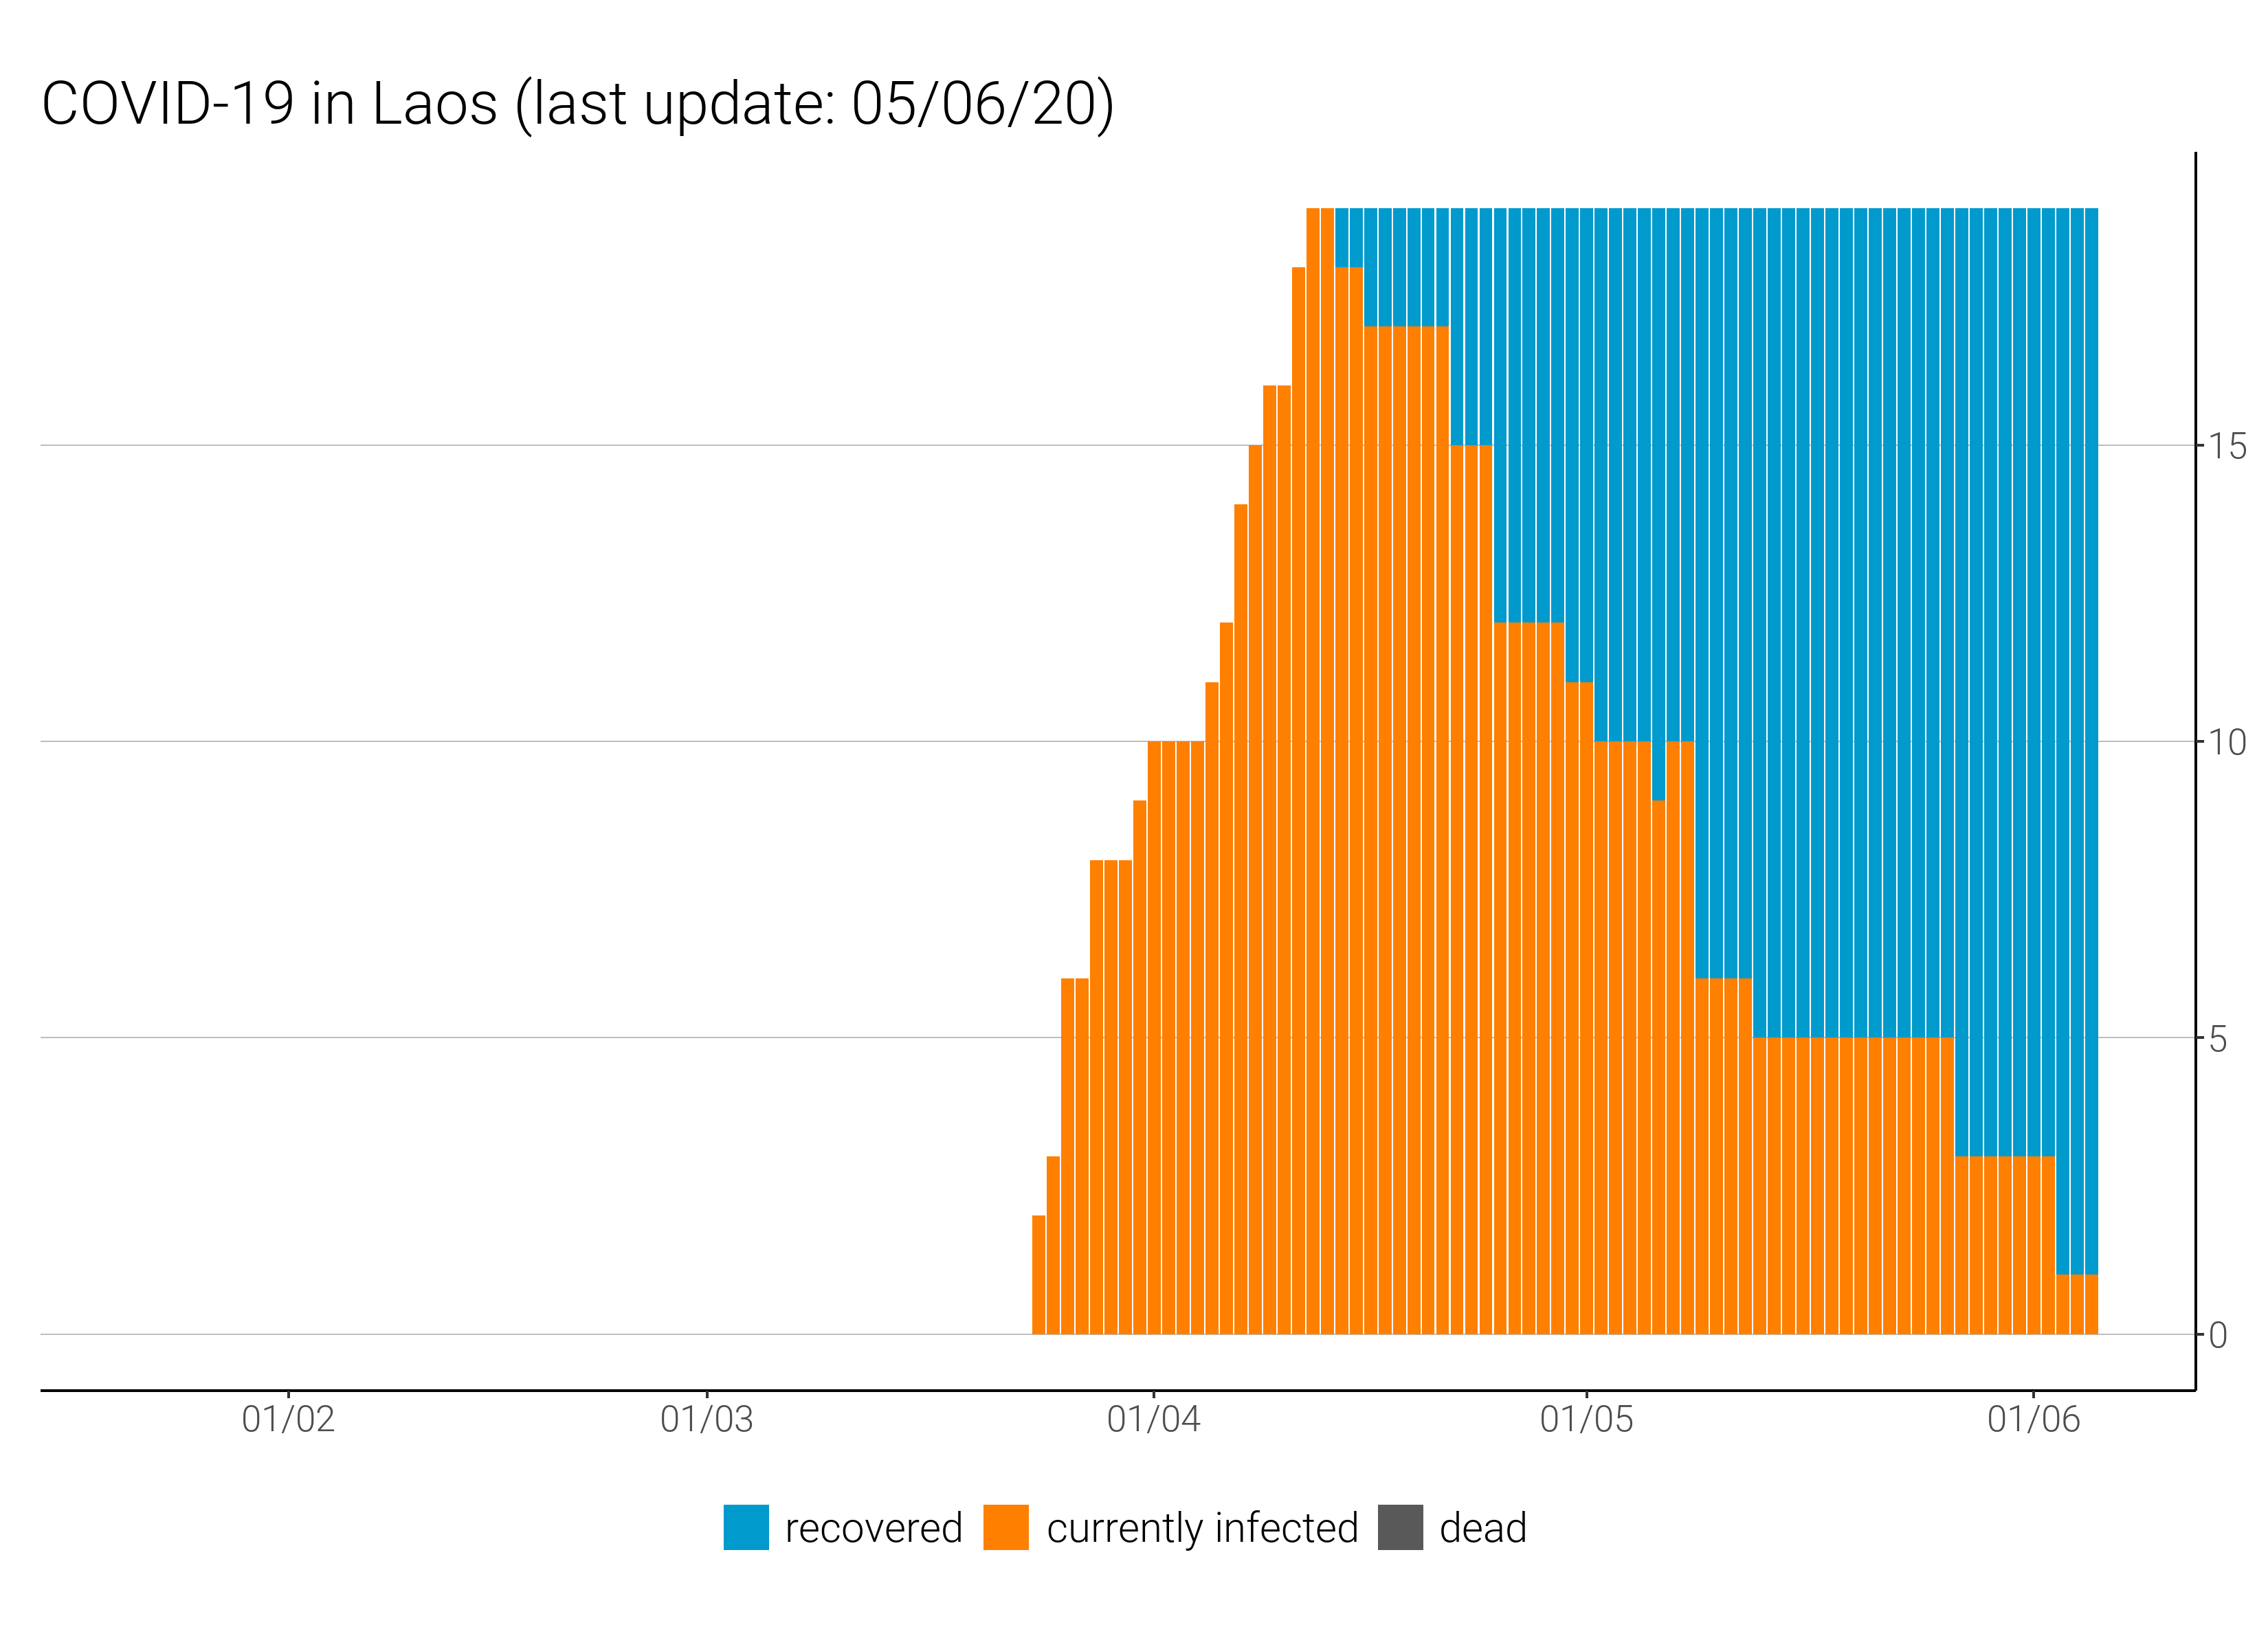 COVID-19 in Laos (last update: 05/06/20)
15
10
5
0
01/02 01/03 01/04 01/05 01/06
recovered currently infected dead